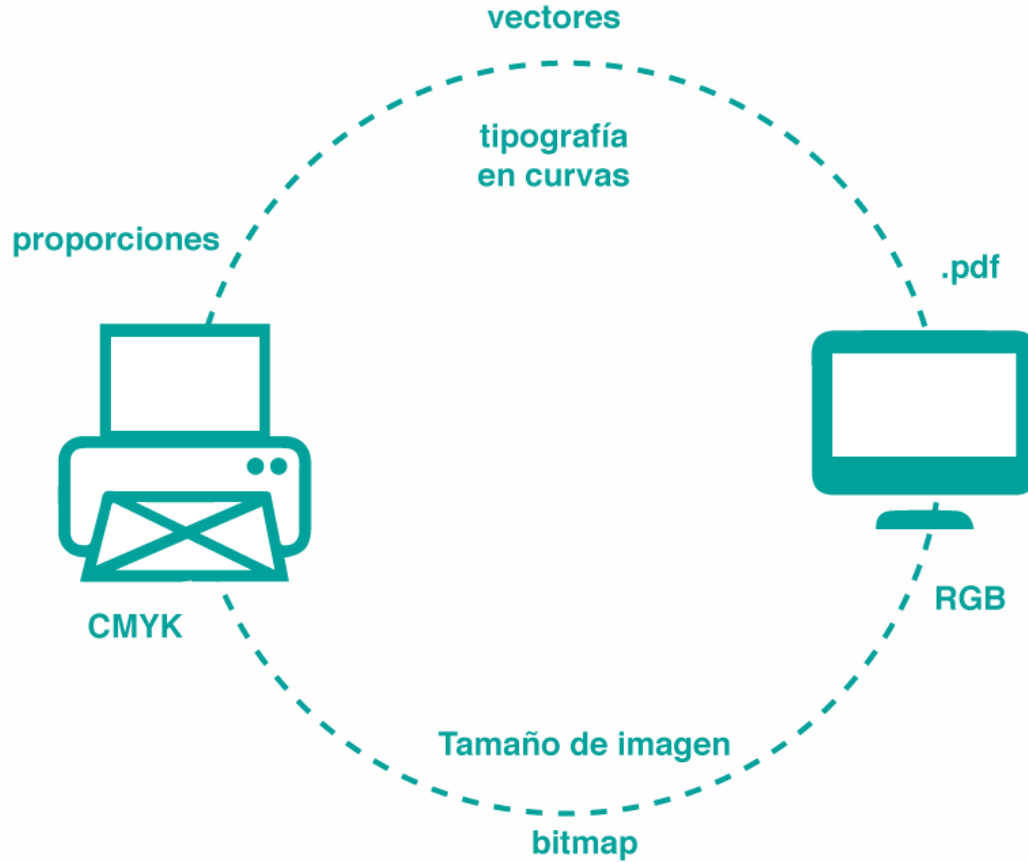 vectores
tipografía
en curvas
proporciones
.pdf
CMYK
RGB
Tamaño de imagen
bitmap